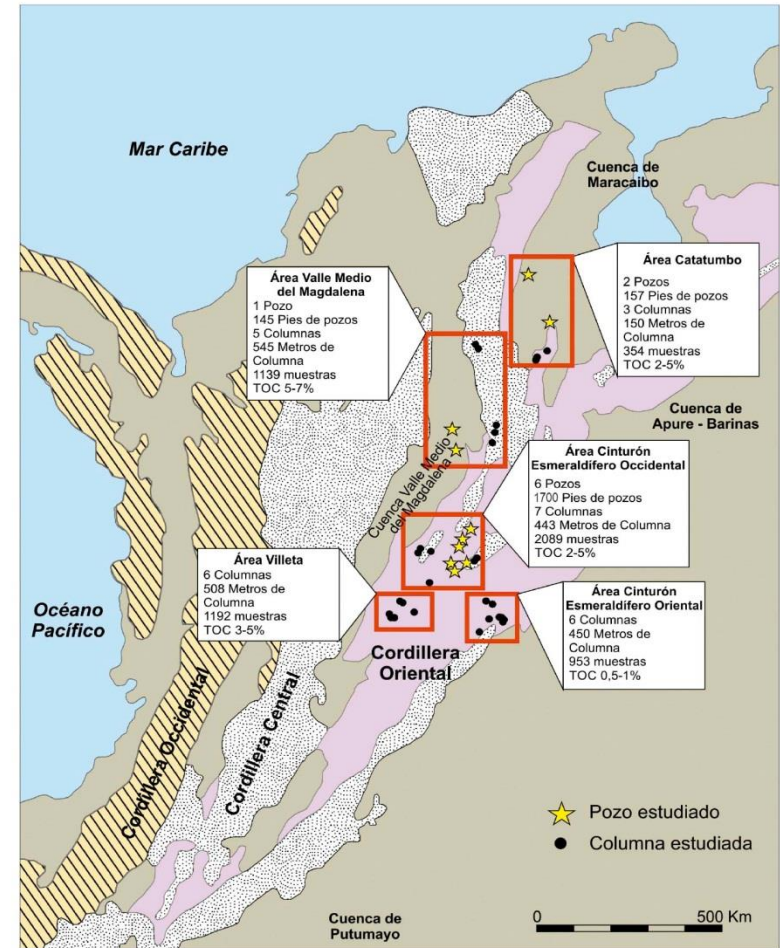 Mar Caribe
Cuenca de
Maracaibo
Área Valle Medio
del Magdalena
1 Pozo
145 Pies de pozos
5 Columnas
545 Metros de
Columna
1139 muestras
TOC 5-7%
Área Catatumbo
2 Pozos
157 Pies de pozos
3 Columnas
150 Metros de
Columna
354 muestras
TOC 2-5%
Cuenca de
Apure - Barinas
Cuenca Valle Medio
del Magdalena
Área Cinturón
Esmeraldífero Occidental
6 Pozos
1700 Pies de pozos
7 Columnas
443 Metros de Columna
2089 muestras
TOC 2-5%
Área Villeta
6 Columnas
508 Metros de
Columna
1192 muestras
TOC 3-5%
Área Cinturón
Esmeraldífero Oriental
6 Columnas
450 Metros de
Columna
953 muestras
TOC 0,5-1%
Océano
Pacífico
Cordillera
Oriental
Cordillera Occidental
Cordillera Central
Pozo estudiado
Columna estudiada
Cuenca de
Putumayo
0 500 Km